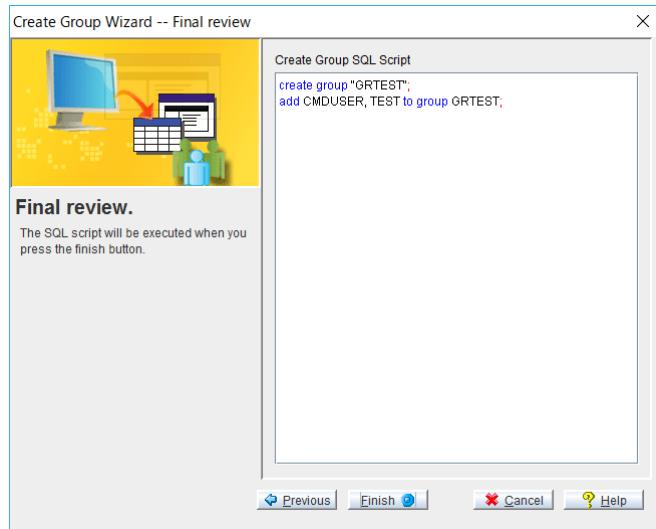 Create Group Wizard -- Final review
Create Group SQL Script
create group "GRTEST";
add CMDUSER, TEST to group GRTEST;
Final review.
The SQL script will be executed when you
press the finish button.
Previous
Finish
Cancel
Help